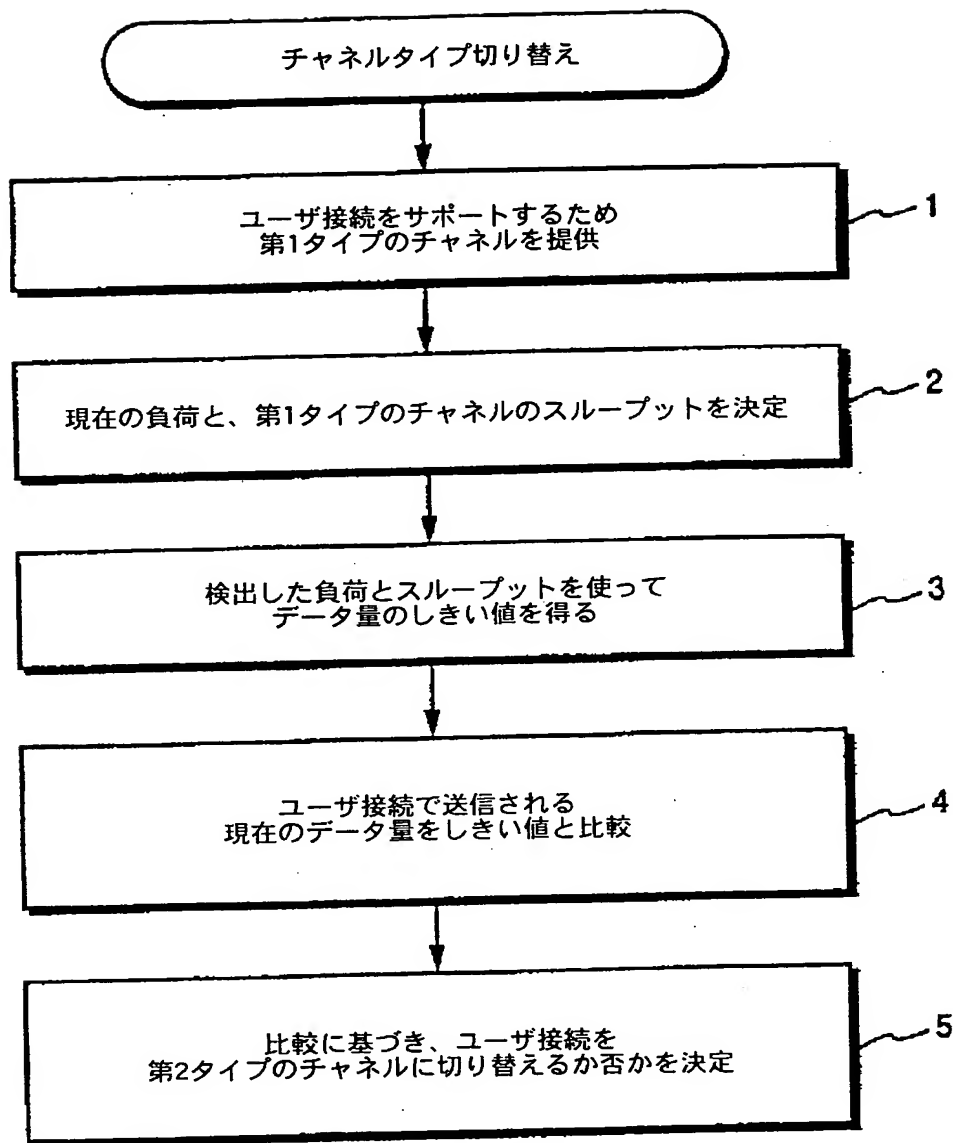 チャネルタイプ切り替え
ユーザ接続をサポートするため
第1タイプのチャネルを提供
1
現在の負荷と、第1タイプのチャネルのスループットを決定
2
検出した負荷とスループットを使って
データ量のしきい値を得る
3
ユーザ接続で送信される
現在のデータ量をしきい値と比較
4
比較に基づき、ユーザ接続を
第2タイプのチャネルに切り替えるか否かを決定
5